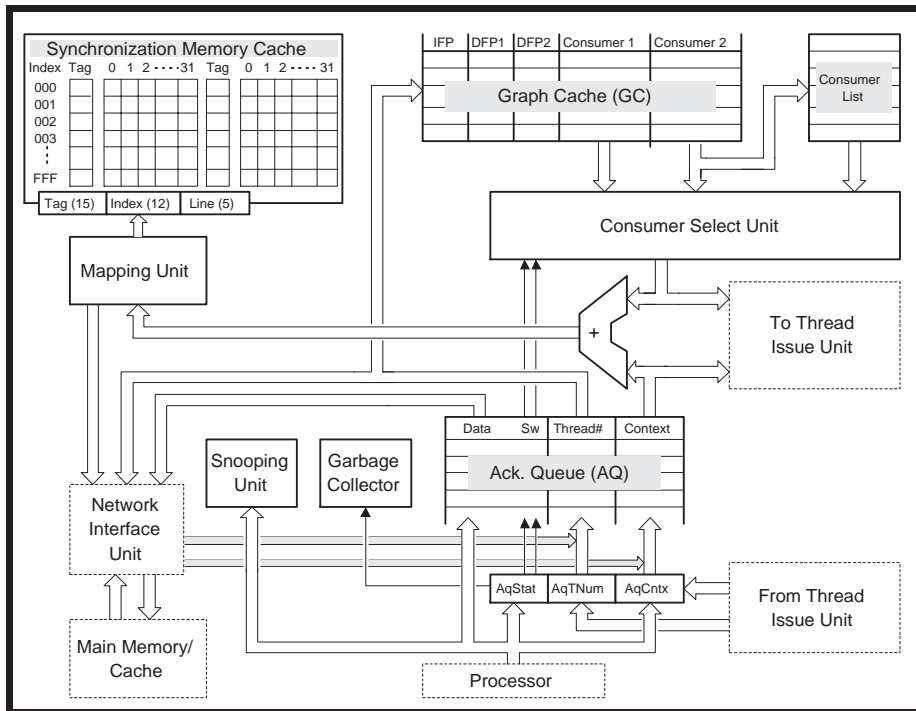 IFP DFP1 DFP2 Consumer 1 Consumer 2
Synchronization Memory Cache
Index Tag 0 1 2 ---- 31 Tag 0 1 2 ---- 31
000
001
002
003
FFF
Tag (15) Index (12) Line (5)
Graph Cache (GC)
Consumer
List
Consumer Select Unit
Mapping Unit
+
To Thread
Issue Unit
Data Sw Thread# Context
Ack. Queue (AQ)
Snooping
Unit
Garbage
Collector
Network
Interface
Unit
AqStat AqTNum AqCntx
From Thread
Issue Unit
Main Memory/
Cache
Processor